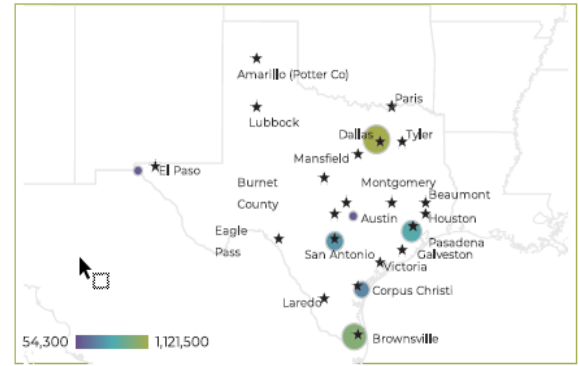 Amarillo (Potter Co)
Paris
Lubbock
Dallas
Tyler
Mansfield
El Paso
Burnet
County
Montgomery
Beaumont
Austin
Houston
Eagle
Pass
San Antonio
Pasadena
Galveston
Victoria
Laredo
Corpus Christi
Brownsville
54,300
1,121,500